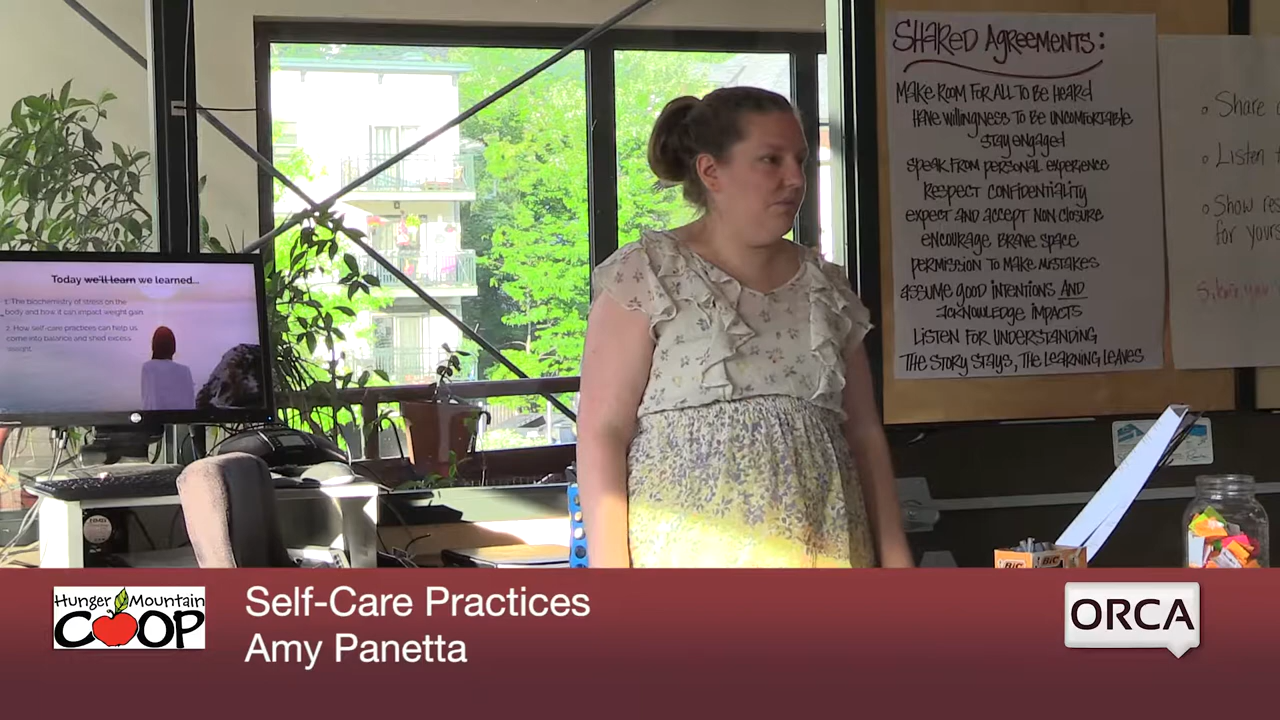 SHARED AGREEMENTS:
MAKE ROOM FOR ALL TO BE HEARD
HAVE WILLINGNESS TO BE UNCOMFORTABLE
STAY ENGAGED
SPEAK FROM PERSONAL EXPERIENCE
RESPECT CONFIDENTIALITY
EXPECT AND ACCEPT NON CLOSURE
ENCOURAGE BRAVE SPACE
PERMISSION TO MAKE MISTAKES
ASSUME GOOD INTENTIONS AND
ACKNOWLEDGE IMPACTS
LISTEN FOR UNDERSTANDING
THE STORY STAYS, THE LEARNING LEAVES
Share
Listen
Show
for
Today we'll learn we learned...
1. The biochemistry of stress on the
body and how it can impact weight gain.
2. How self-care practices can help us
come into balance and shed excess
weight.
BIC
BIC
Hunger Mountain
COOP
Self-Care Practices
Amy Panetta
ORCA